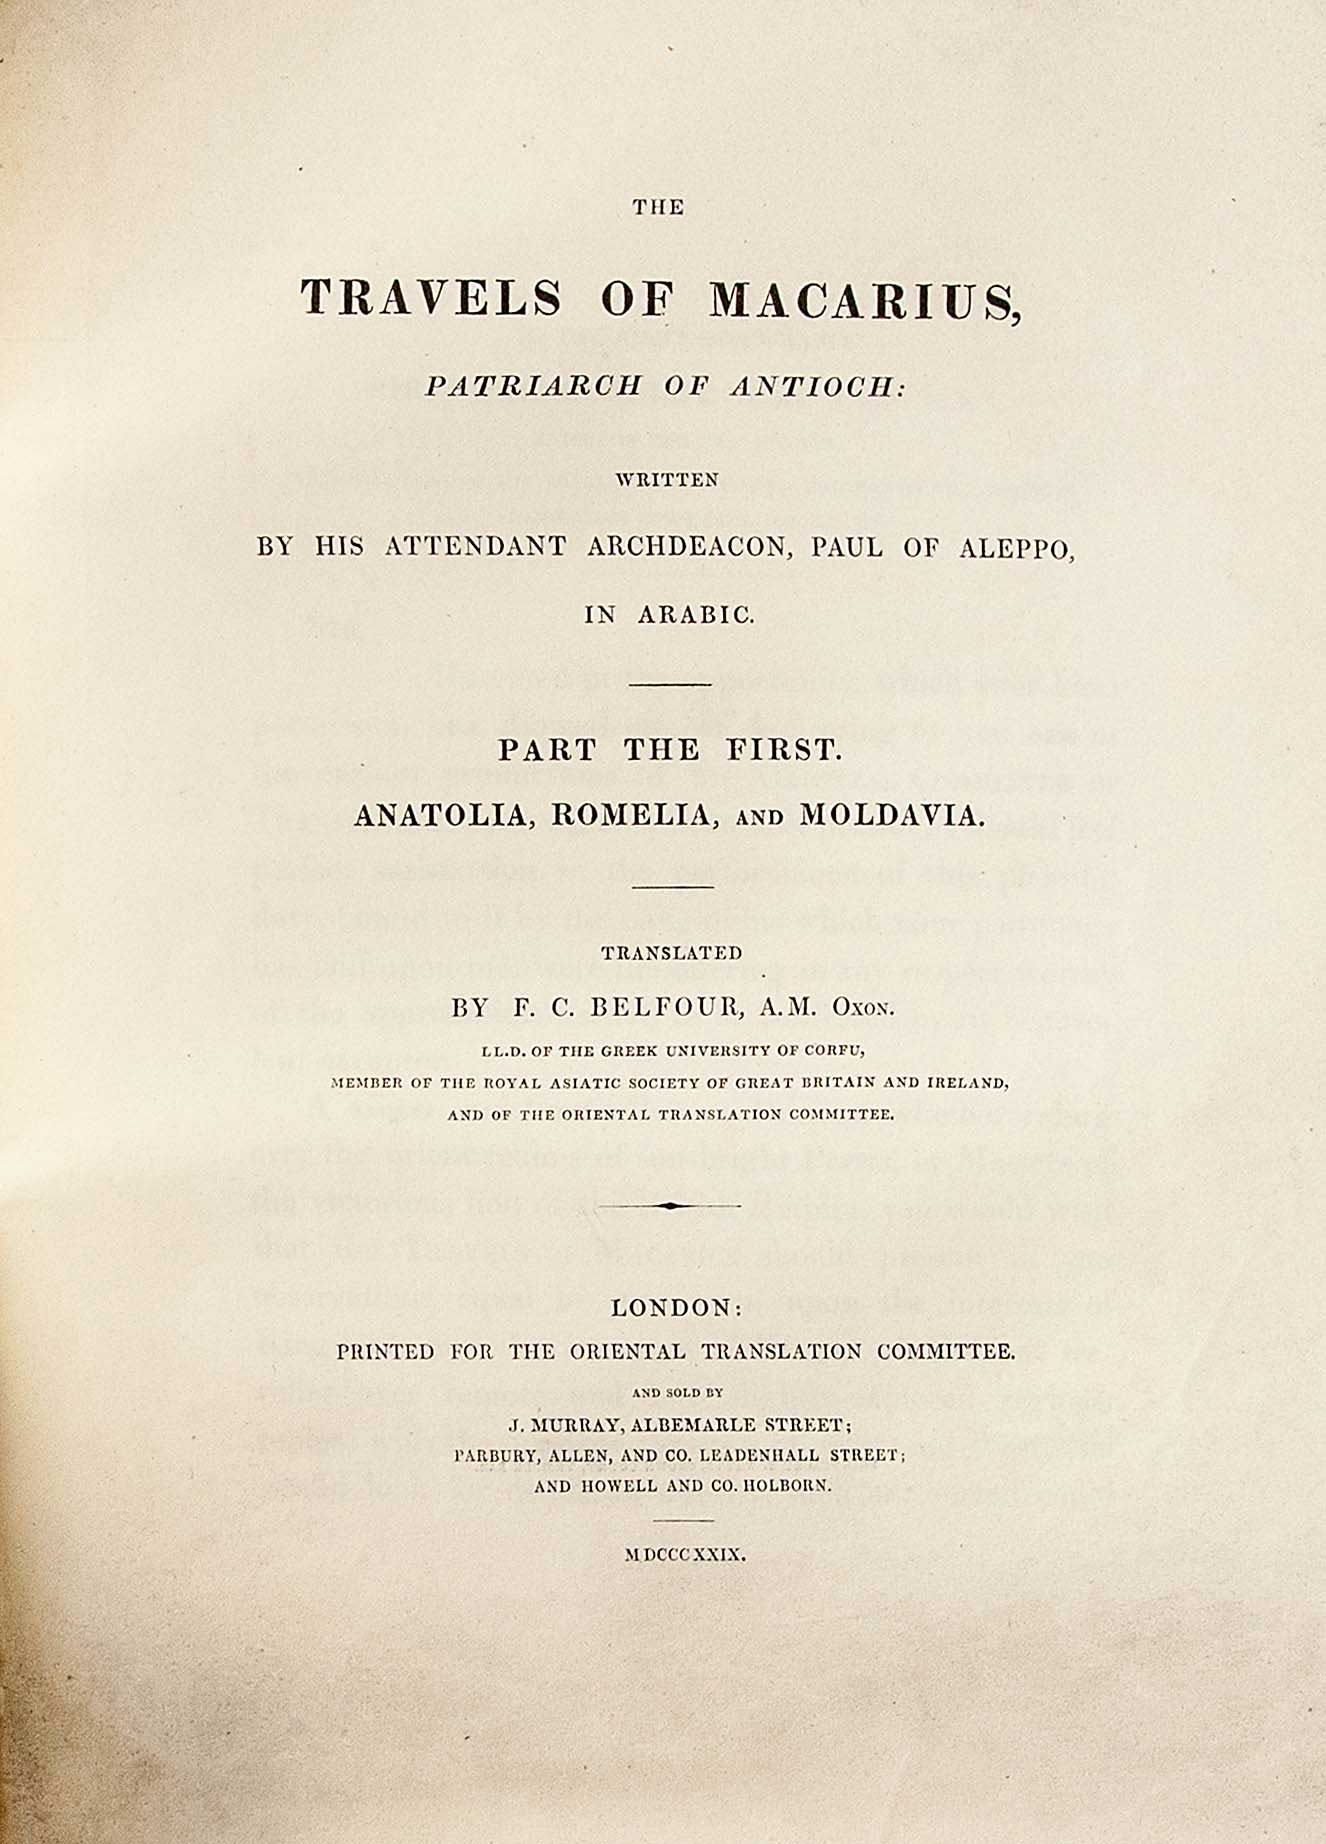 THE
TRAVELS OF MACARIUS,
PATRIARCH OF ANTIOCH:
WRITTEN
BY HIS ATTENDANT ARCHDEACON, PAUL OF ALEPPO,
IN ARABIC.
PART THE FIRST.
ANATOLIA, ROMELIA, AND MOLDAVIA.
TRANSLATED
BY F. C. BELFOUR, A.M. OXON.
LL.D. OF THE GREEK UNIVERSITY OF CORFU,
MEMBER OF THE ROYAL ASIATIC SOCIETY OF GREAT BRITAIN AND IRELAND,
AND OF THE ORIENTAL TRANSLATION COMMITTEE.
LONDON:
PRINTED FOR THE ORIENTAL TRANSLATION COMMITTEE.
AND SOLD BY
J. MURRAY, ALBEMARLE STREET;
PARBURY, ALLEN, AND CO. LEADENHALL STREET;
AND HOWELL AND CO. HOLBORN.
MDCCCXXIX.